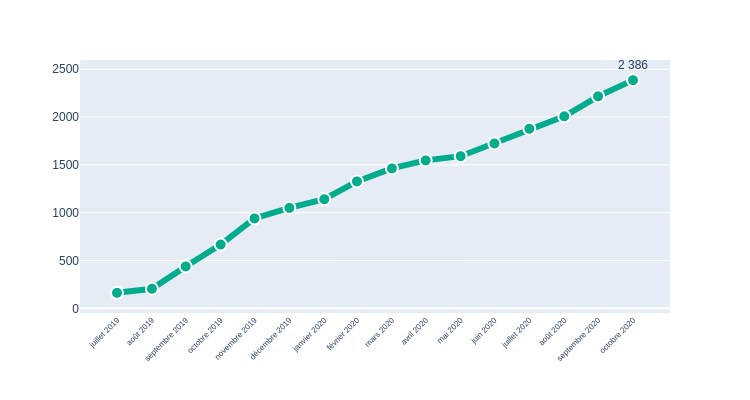 2500
2 386
2000
1500
1000
500
0
juillet 2019
août 2019
septembre 2019
octobre 2019
novembre 2019
décembre 2019
janvier 2020
février 2020
mars 2020
avril 2020
mai 2020
juin 2020
juillet 2020
août 2020
septembre 2020
octobre 2020